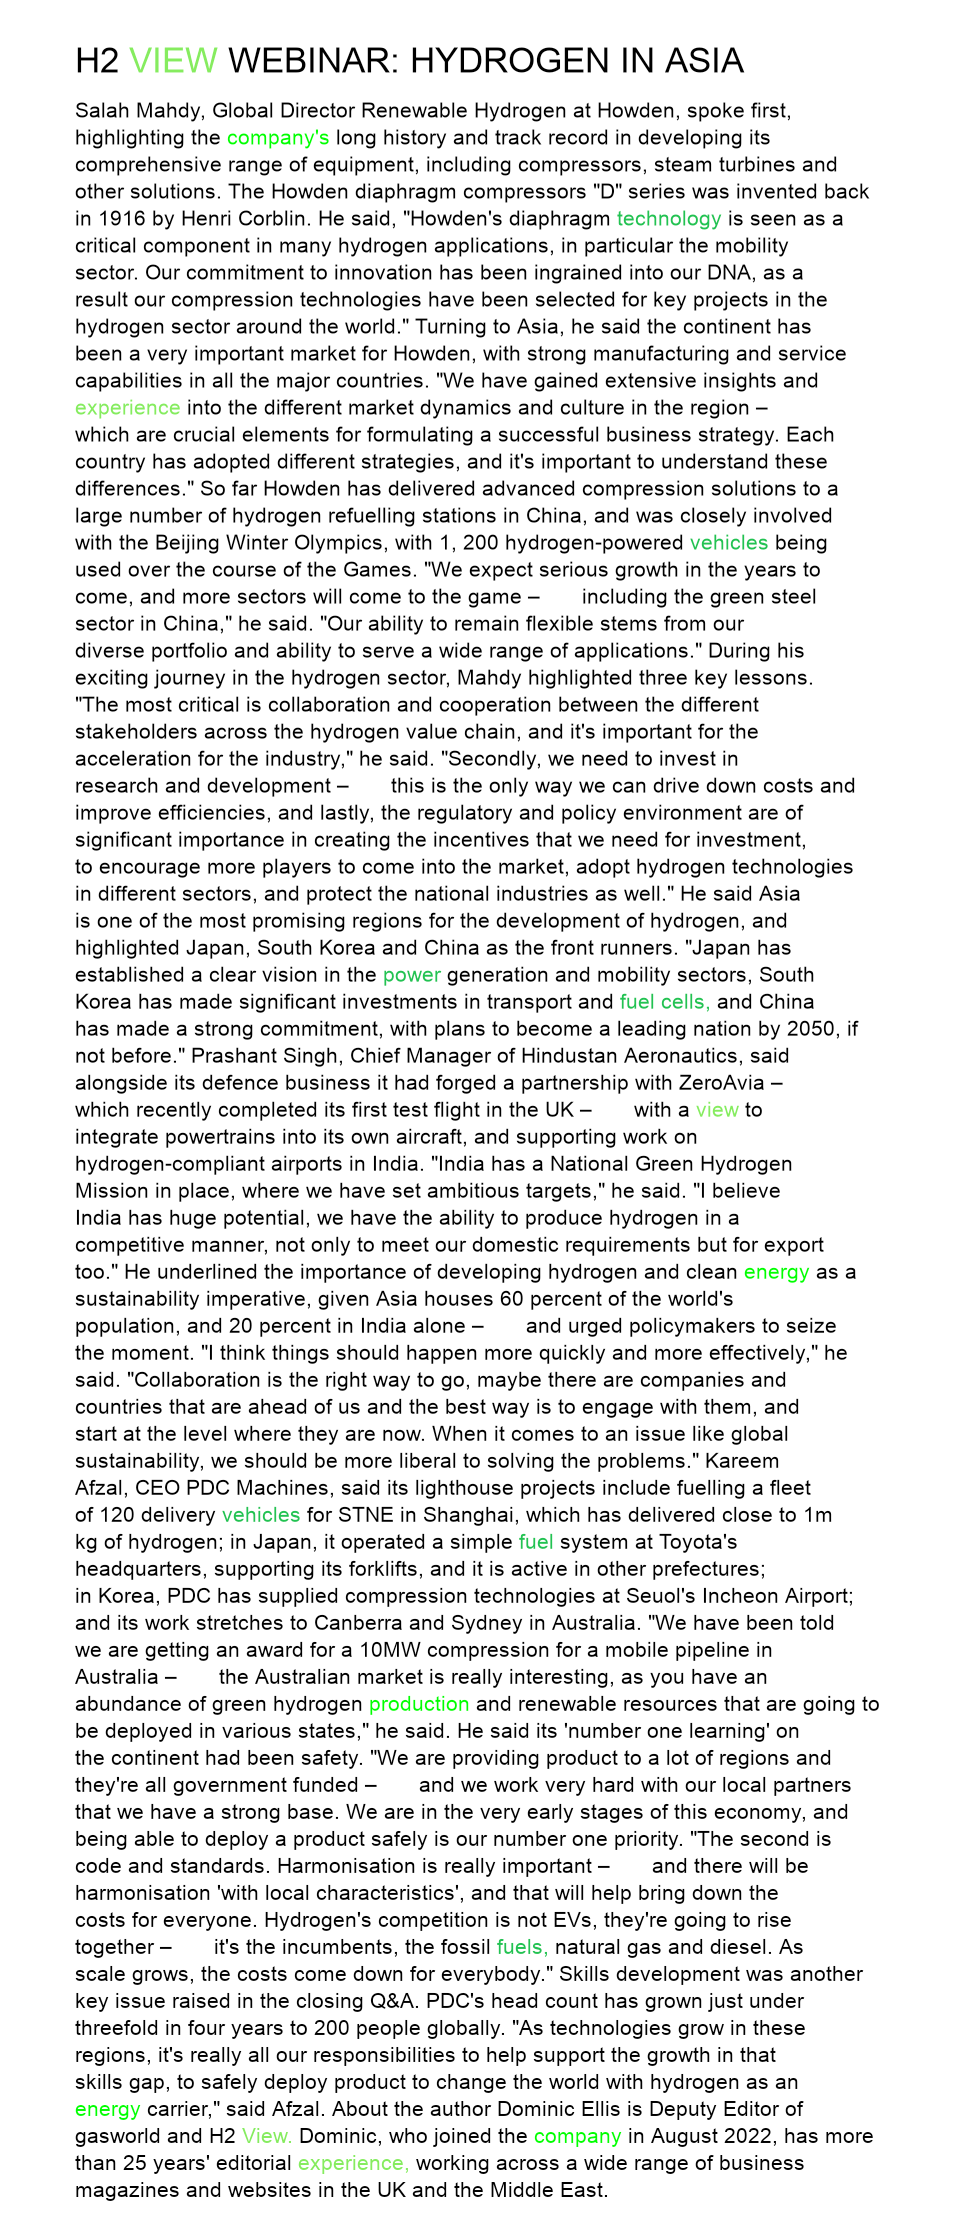 H2 VIEW WEBINAR: HYDROGEN IN ASIA
Salah Mahdy, Global Director Renewable Hydrogen at Howden, spoke first,
highlighting the company's long history and track record in developing its
comprehensive range of equipment, including compressors, steam turbines and
other solutions. The Howden diaphragm compressors "D" series was invented back
in 1916 by Henri Corblin. He said, "Howden's diaphragm technology is seen as a
critical component in many hydrogen applications, in particular the mobility
sector. Our commitment to innovation has been ingrained into our DNA, as a
result our compression technologies have been selected for key projects in the
hydrogen sector around the world." Turning to Asia, he said the continent has
been a very important market for Howden, with strong manufacturing and service
capabilities in all the major countries. "We have gained extensive insights and
experience into the different market dynamics and culture in the region –
which are crucial elements for formulating a successful business strategy. Each
country has adopted different strategies, and it's important to understand these
differences." So far Howden has delivered advanced compression solutions to a
large number of hydrogen refuelling stations in China, and was closely involved
with the Beijing Winter Olympics, with 1, 200 hydrogen-powered vehicles being
used over the course of the Games. "We expect serious growth in the years to
come, and more sectors will come to the game – including the green steel
sector in China," he said. "Our ability to remain flexible stems from our
diverse portfolio and ability to serve a wide range of applications." During his
exciting journey in the hydrogen sector, Mahdy highlighted three key lessons.
"The most critical is collaboration and cooperation between the different
stakeholders across the hydrogen value chain, and it's important for the
acceleration for the industry," he said. "Secondly, we need to invest in
research and development – this is the only way we can drive down costs and
improve efficiencies, and lastly, the regulatory and policy environment are of
significant importance in creating the incentives that we need for investment,
to encourage more players to come into the market, adopt hydrogen technologies
in different sectors, and protect the national industries as well." He said Asia
is one of the most promising regions for the development of hydrogen, and
highlighted Japan, South Korea and China as the front runners. "Japan has
established a clear vision in the power generation and mobility sectors, South
Korea has made significant investments in transport and fuel cells, and China
has made a strong commitment, with plans to become a leading nation by 2050, if
not before." Prashant Singh, Chief Manager of Hindustan Aeronautics, said
alongside its defence business it had forged a partnership with ZeroAvia –
which recently completed its first test flight in the UK – with a view to
integrate powertrains into its own aircraft, and supporting work on
hydrogen-compliant airports in India. "India has a National Green Hydrogen
Mission in place, where we have set ambitious targets," he said. "I believe
India has huge potential, we have the ability to produce hydrogen in a
competitive manner, not only to meet our domestic requirements but for export
too." He underlined the importance of developing hydrogen and clean energy as a
sustainability imperative, given Asia houses 60 percent of the world's
population, and 20 percent in India alone – and urged policymakers to seize
the moment. "I think things should happen more quickly and more effectively," he
said. "Collaboration is the right way to go, maybe there are companies and
countries that are ahead of us and the best way is to engage with them, and
start at the level where they are now. When it comes to an issue like global
sustainability, we should be more liberal to solving the problems." Kareem
Afzal, CEO PDC Machines, said its lighthouse projects include fuelling a fleet
of 120 delivery vehicles for STNE in Shanghai, which has delivered close to 1m
kg of hydrogen; in Japan, it operated a simple fuel system at Toyota's
headquarters, supporting its forklifts, and it is active in other prefectures;
in Korea, PDC has supplied compression technologies at Seuol's Incheon Airport;
and its work stretches to Canberra and Sydney in Australia. "We have been told
we are getting an award for a 10MW compression for a mobile pipeline in
Australia – the Australian market is really interesting, as you have an
abundance of green hydrogen production and renewable resources that are going to
be deployed in various states," he said. He said its 'number one learning' on
the continent had been safety. "We are providing product to a lot of regions and
they're all government funded – and we work very hard with our local partners
that we have a strong base. We are in the very early stages of this economy, and
being able to deploy a product safely is our number one priority. "The second is
code and standards. Harmonisation is really important – and there will be
harmonisation 'with local characteristics', and that will help bring down the
costs for everyone. Hydrogen's competition is not EVs, they're going to rise
together – it's the incumbents, the fossil fuels, natural gas and diesel. As
scale grows, the costs come down for everybody." Skills development was another
key issue raised in the closing Q&A. PDC's head count has grown just under
threefold in four years to 200 people globally. "As technologies grow in these
regions, it's really all our responsibilities to help support the growth in that
skills gap, to safely deploy product to change the world with hydrogen as an
energy carrier," said Afzal. About the author Dominic Ellis is Deputy Editor of
gasworld and H2 View. Dominic, who joined the company in August 2022, has more
than 25 years' editorial experience, working across a wide range of business
magazines and websites in the UK and the Middle East.